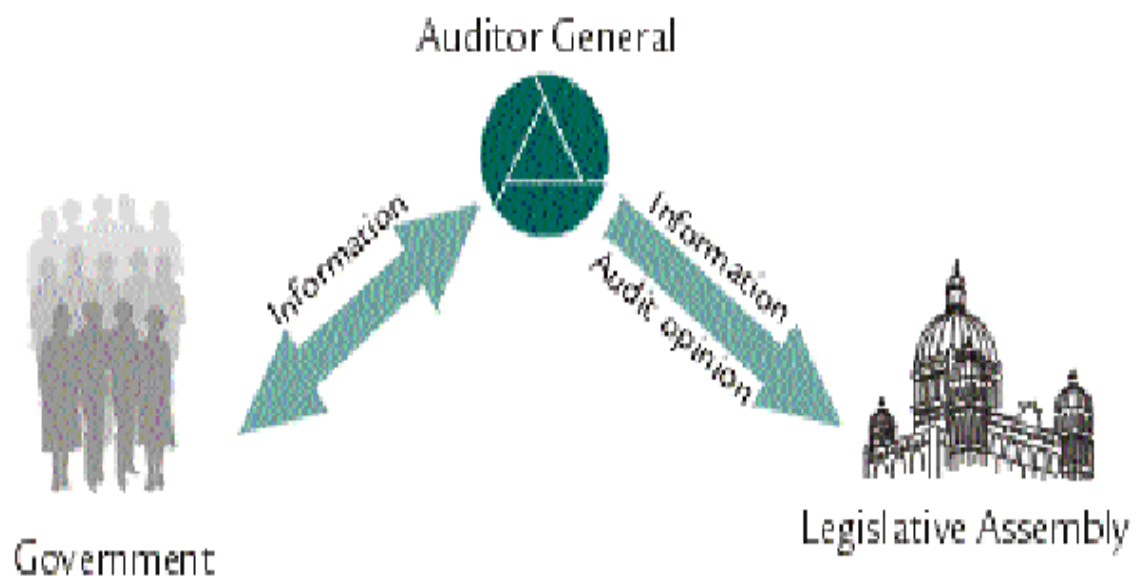 Auditor General
Information
Information
Audit opinion
Legislative Assembly
Government